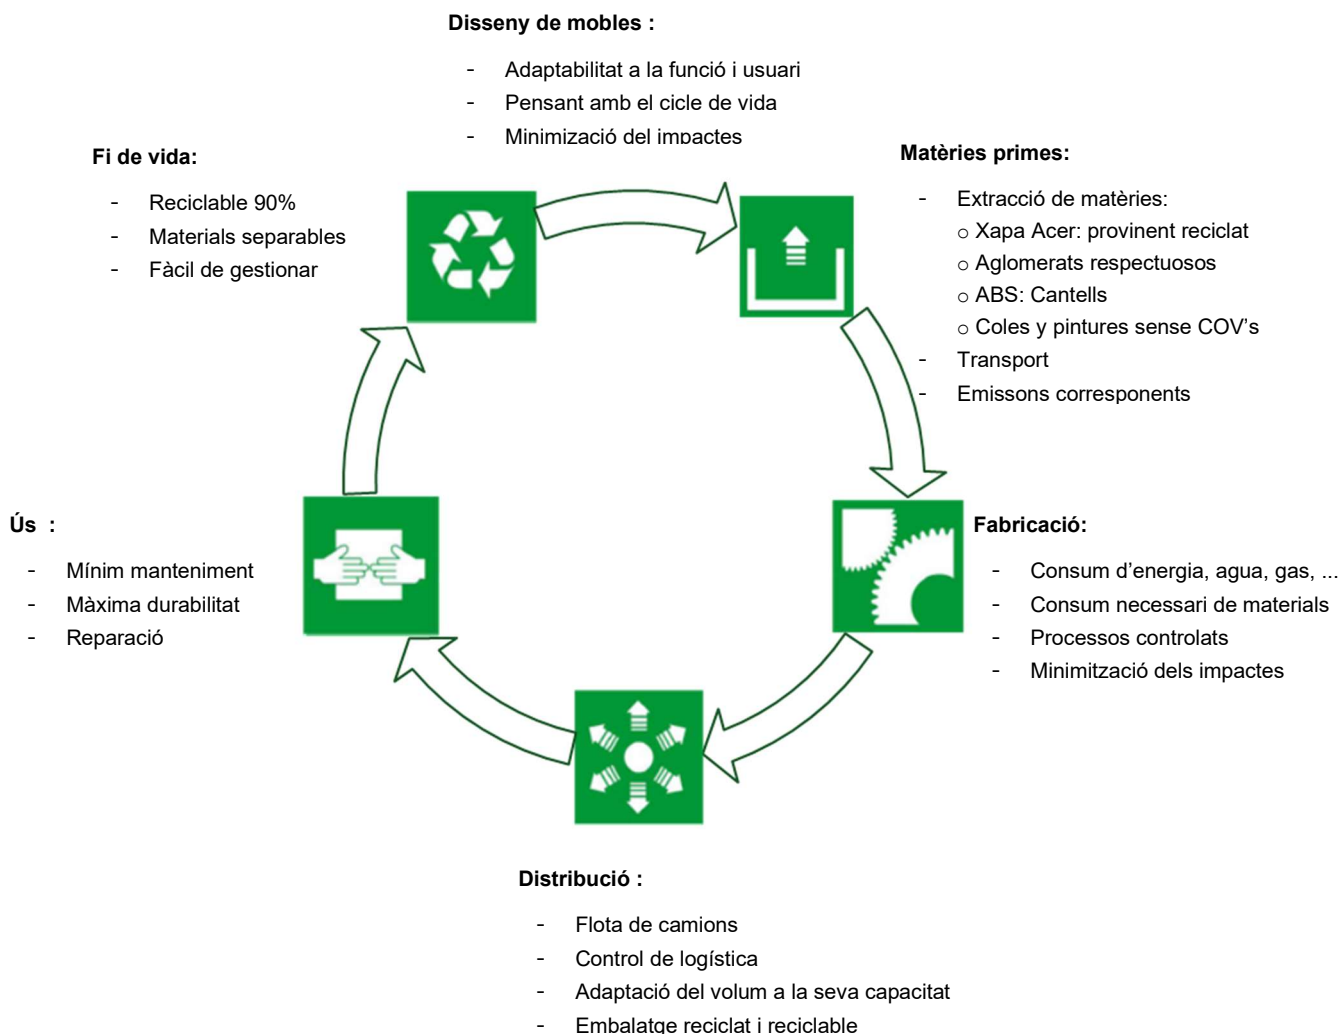 Disseny de mobles :
- Adaptabilitat a la funció i usuari
- Pensant amb el cicle de vida
- Minimizació del impactes
Matèries primes:
- Extracció de matèries:
o Xapa Acer: provinent reciclat
o Aglomerats respectuosos
o ABS: Cantells
o Coles y pintures sense COV’s
- Transport
- Emissons corresponents
Fabricació:
- Consum d’energia, agua, gas, ...
- Consum necessari de materials
- Processos controlats
- Minimització dels impactes
Distribució :
- Flota de camions
- Control de logística
- Adaptació del volum a la seva capacitat
- Embalatge reciclat i reciclable
Ús :
- Mínim manteniment
- Màxima durabilitat
- Reparació
Fi de vida:
- Reciclable 90%
- Materials separables
- Fàcil de gestionar